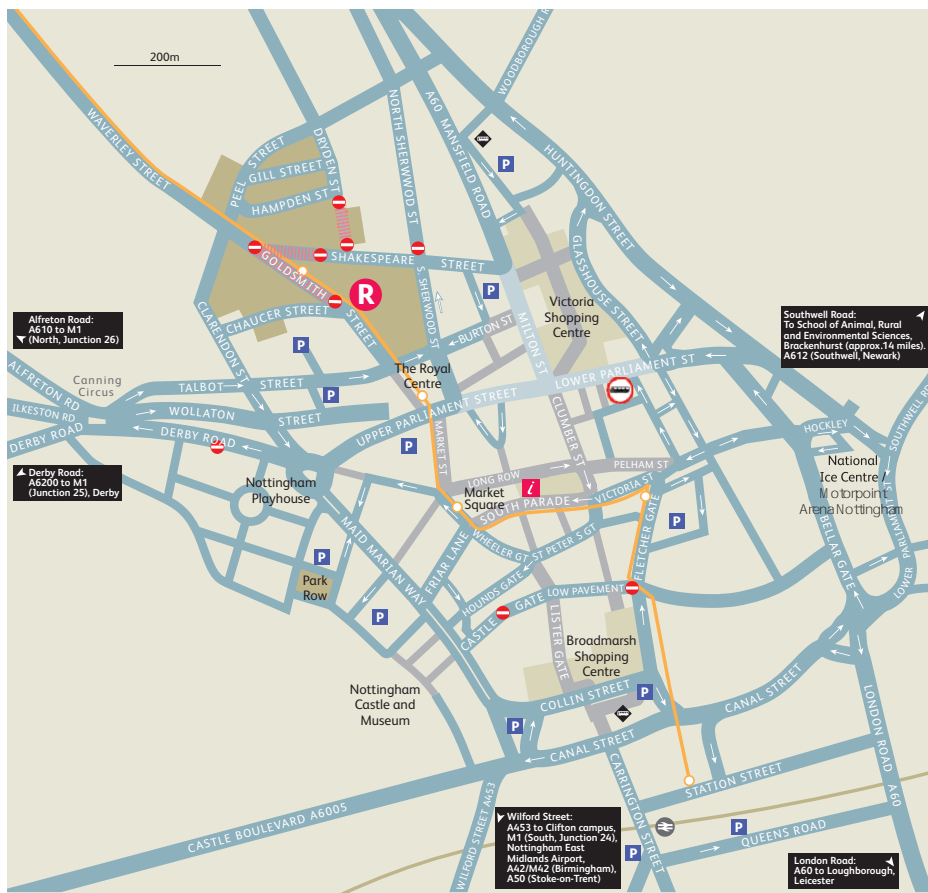 200m
WOODBOROUGH RD
WAVERLEY STREET
PEEL STREET
DRYDEN ST
GILL STREET
HAMPDEN ST
NORTH SHERWWOD ST
A60 MANSFIELD ROAD
HUNTINGDON STREET
P
P
SHAKESPEARE STREET
GOLDSMITH STREET
R
S SHERWOOD ST
GLASSHOUSE STREET
CLARENDON ST
CHAUCER STREET
MILTON ST
Victoria
Shopping
Centre
BURTON ST
Alfreton Road:
A610 to M1
(North, Junction 26)
Southwell Road:
To School of Animal, Rural
and Environmental Sciences,
Brackenhurst (approx.14 miles).
A612 (Southwell, Newark)
P
The Royal
Centre
LOWER PARLIAMENT ST
ALFRETON RD
Canning
Circus
TALBOT STREET
P
ILKESTON RD
WOLLATON STREET
UPPER PARLIAMENT STREET
CLUMBER ST
SOUTHWELL RD
DERBY ROAD
DERBY ROAD
P
MARKET ST
HOCKLEY
Derby Road:
A6200 to M1
(Junction 25), Derby
Nottingham
Playhouse
LONG ROW
PELHAM ST
National
Ice Centre /
Motorpoint
Arena Nottingham
Market
Square
i
SOUTH PARADE
VICTORIA ST
P
MAID MARIAN WAY
FRIAR LANE
WHEELER GT
ST PETER S GT
FLETCHER GATE
BELLAR GATE
LOWER PARLIAMENT ST
P
Park
Row
HOUNDS GATE
CASTLE GATE
LOW PAVEMENT
P
LISTER GATE
Broadmarsh
Shopping
Centre
Nottingham
Castle and
Museum
P
COLLIN STREET
P
CANAL STREET
CANAL STREET
LONDON ROAD
A60
CARRINGTON STREET
STATION STREET
CASTLE BOULEVARD A6005
WILFORD STREET A453
Wilford Street:
A453 to Clifton campus,
M1 (South, Junction 24),
Nottingham East
Midlands Airport,
A42/M42 (Birmingham),
A50 (Stoke-on-Trent)
P
P
QUEENS ROAD
London Road:
A60 to Loughborough,
Leicester